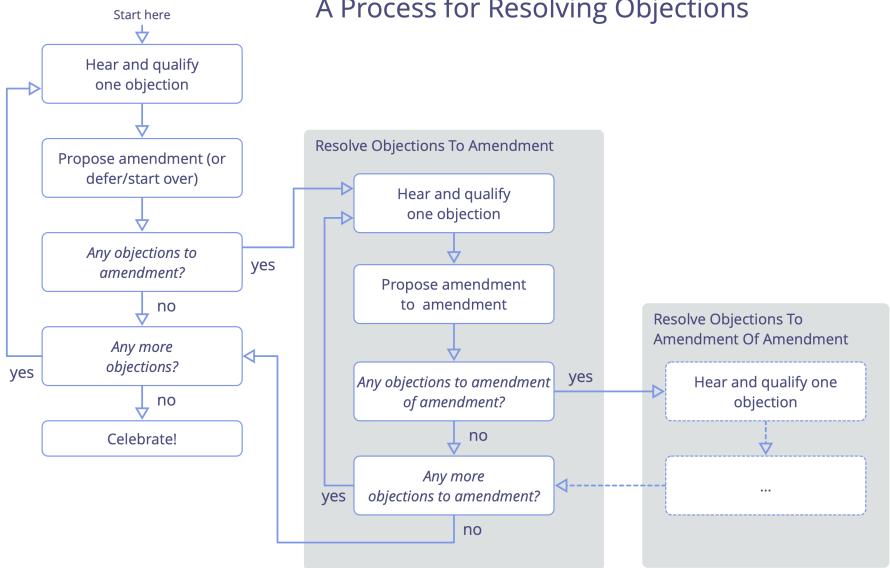 A Process for Resolving Objections
Start here
Hear and qualify
one objection
Propose amendment (or
defer/start over)
Any objections to
amendment?
yes
no
Any more
objections?
yes
no
Celebrate!
Resolve Objections To Amendment
Hear and qualify
one objection
Propose amendment
to amendment
Any objections to amendment
of amendment?
yes
no
Any more
objections to amendment?
yes
no
Resolve Objections To
Amendment Of Amendment
Hear and qualify one
objection
...